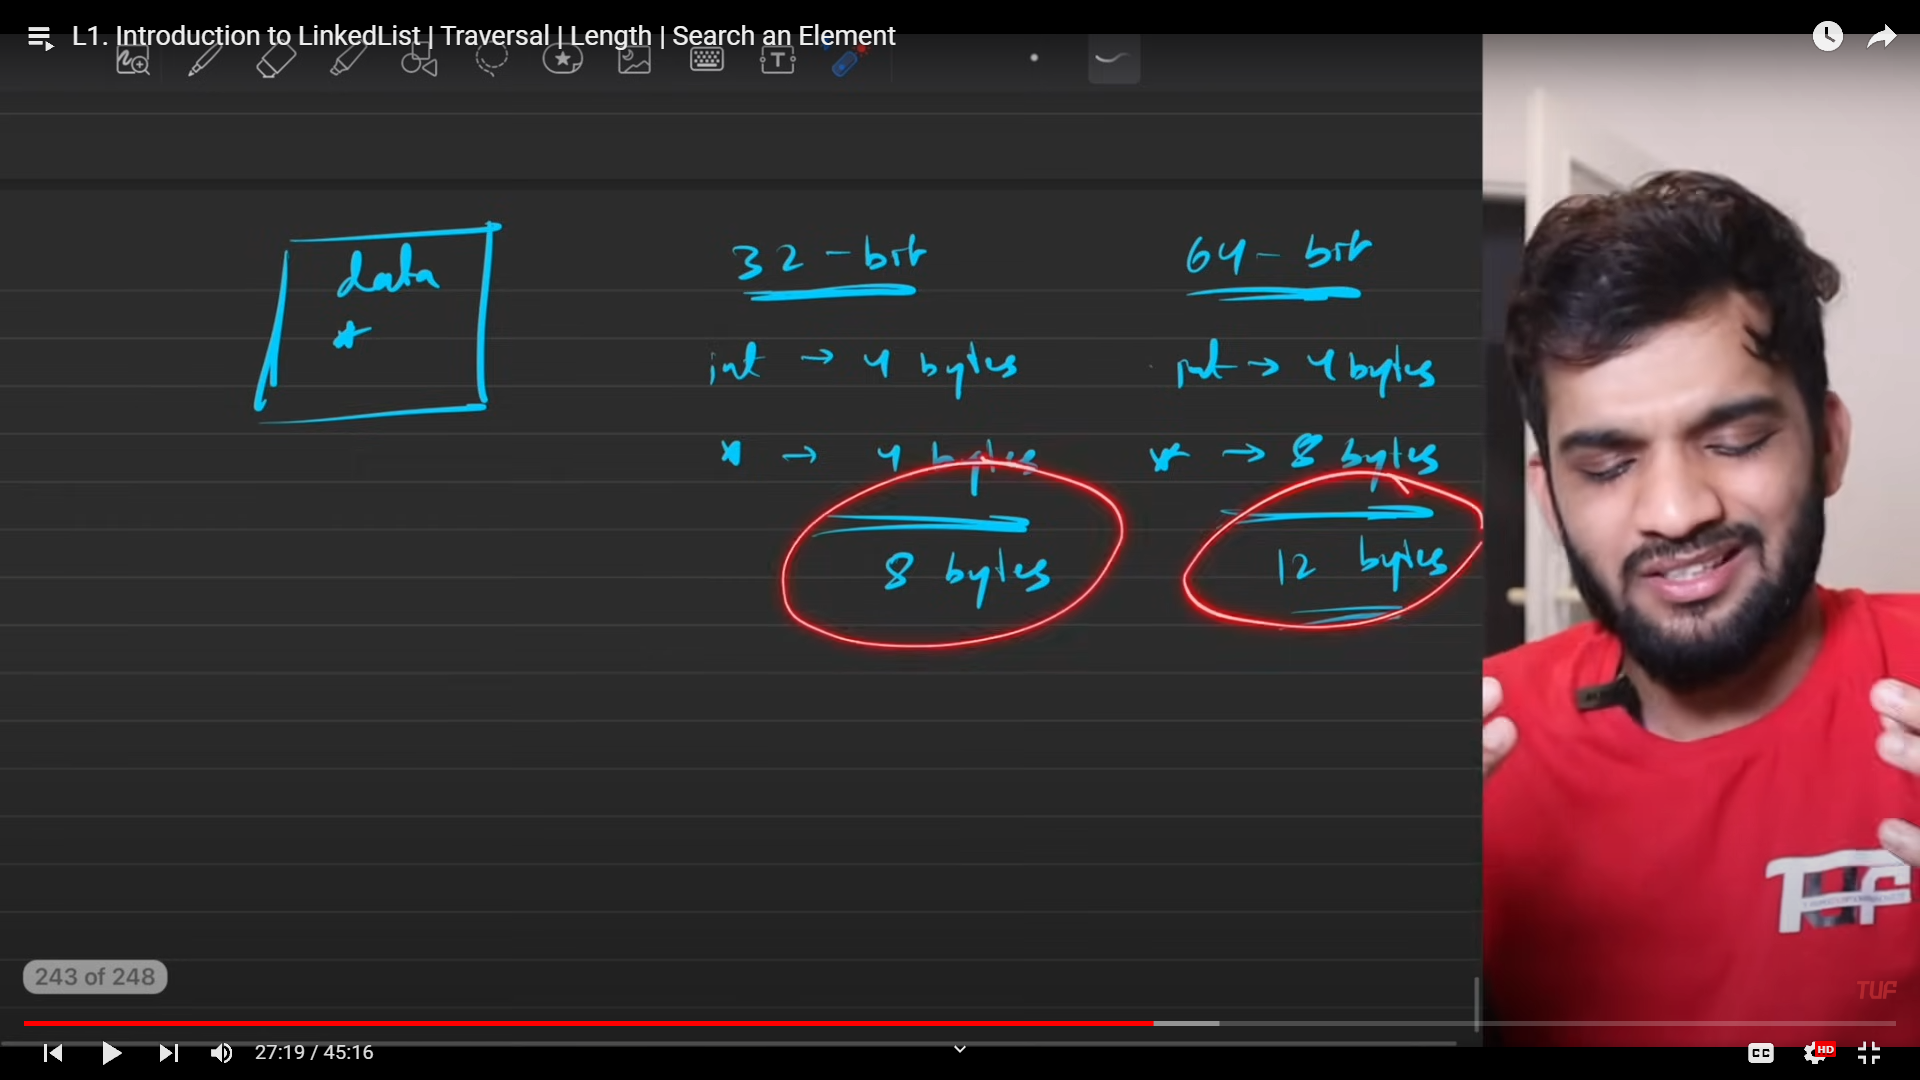 L1. Introduction to LinkedList | Traversal | Length | Search an Element
data
*
32-bit
int → 4 bytes
* → 4 bytes
8 bytes
64-bit
int → 4 bytes
* → 8 bytes
12 bytes
TUF
243 of 248
TUF
27:19 / 45:16
CC
HD